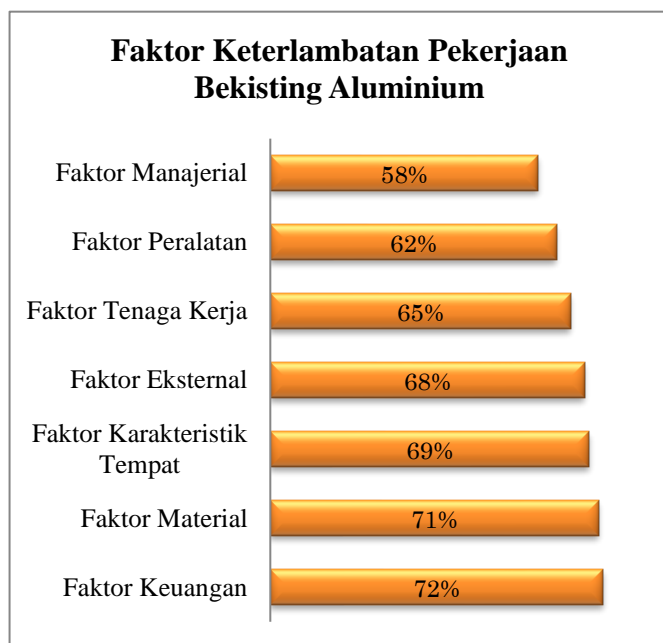 Faktor Keterlambatan Pekerjaan
Bekisting Aluminium
Faktor Manajerial
58%
Faktor Peralatan
62%
Faktor Tenaga Kerja
65%
Faktor Eksternal
68%
Faktor Karakteristik
Tempat
69%
Faktor Material
71%
Faktor Keuangan
72%